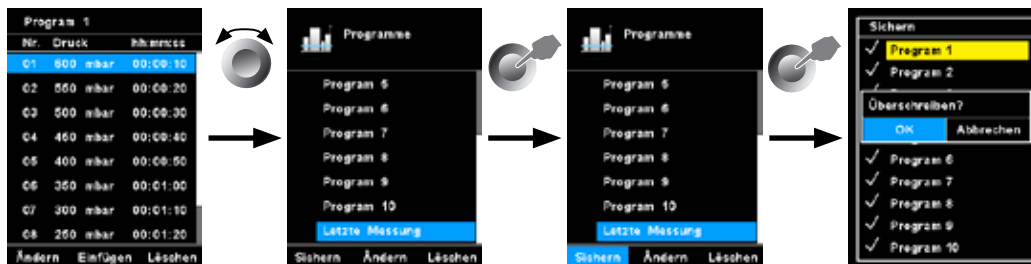 Program 1
Nr. Druck hh:mm:ss
01 600 mbar 00:00:10
02 550 mbar 00:00:20
03 500 mbar 00:00:30
04 450 mbar 00:00:40
05 400 mbar 00:00:50
06 350 mbar 00:01:00
07 300 mbar 00:01:10
08 250 mbar 00:01:20
Ändern Einfügen Löschen
Programme
Program 5
Program 6
Program 7
Program 8
Program 9
Program 10
Letzte Messung
Sichern Ändern Löschen
Programme
Program 5
Program 6
Program 7
Program 8
Program 9
Program 10
Letzte Messung
Sichern Ändern Löschen
Sichern
Program 1
Program 2
Überschreiben?
OK Abbrechen
Program 6
Program 7
Program 8
Program 9
Program 10